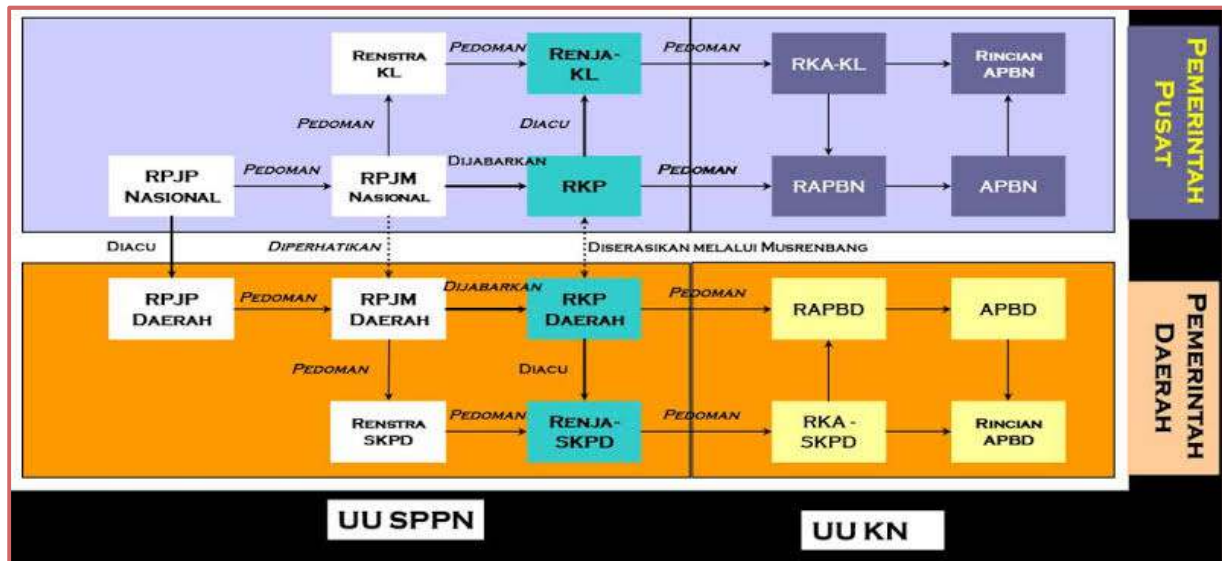 PEDOMAN
PEDOMAN
RENSTRA
KL
RENJA-
KL
RKA-KL
RINCIAN
APBN
PEDOMAN
DIACU
RPJP
NASIONAL
PEDOMAN
RPJM
NASIONAL
DIJABARKAN
RKP
PEDOMAN
RAPBN
APBN
PEMERINTAH
PUSAT
DIACU
DIPERHATIKAN
DISERASIKAN MELALUI MUSRENBANG
RPJP
DAERAH
PEDOMAN
RPJM
DAERAH
DIJABARKAN
RKP
DAERAH
PEDOMAN
RAPBD
APBD
PEDOMAN
DIACU
RENSTRA
SKPD
PEDOMAN
RENJA-
SKPD
PEDOMAN
RKA -
SKPD
RINCIAN
APBD
PEMERINTAH
DAERAH
UU SPPN
UU KN